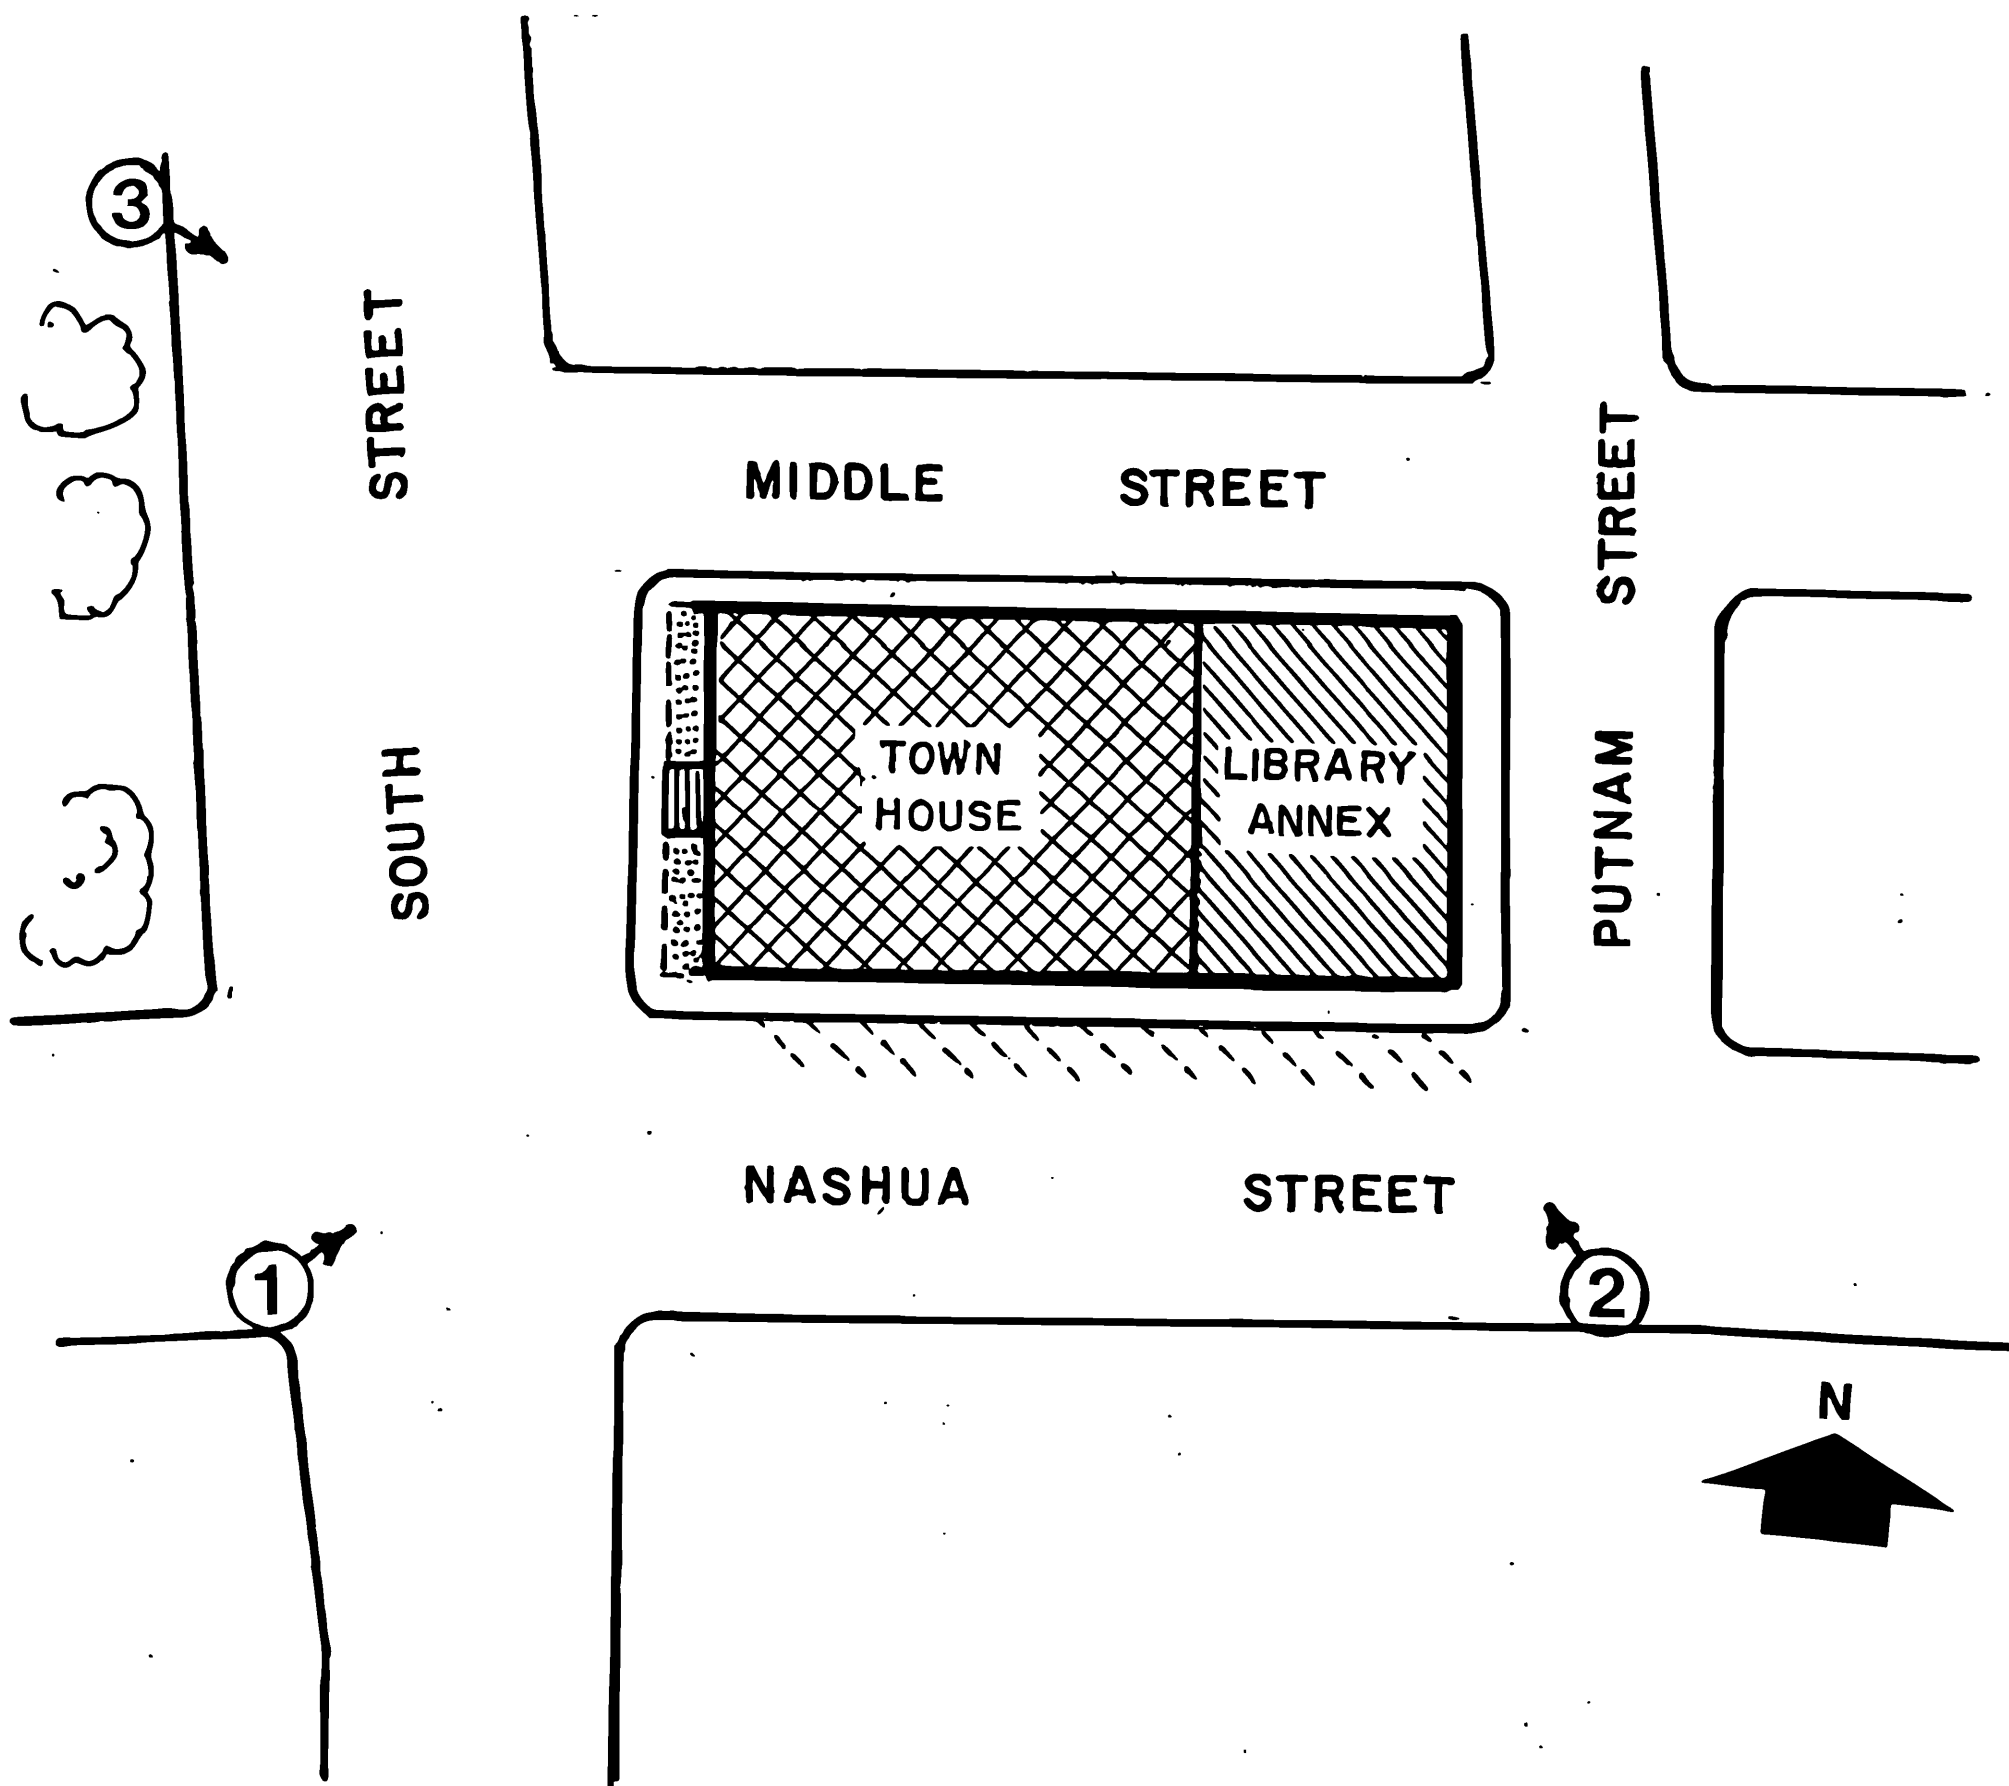 3
SOUTH STREET
MIDDLE STREET
PUTNAM STREET
TOWN
HOUSE
LIBRARY
ANNEX
NASHUA STREET
1
2
N